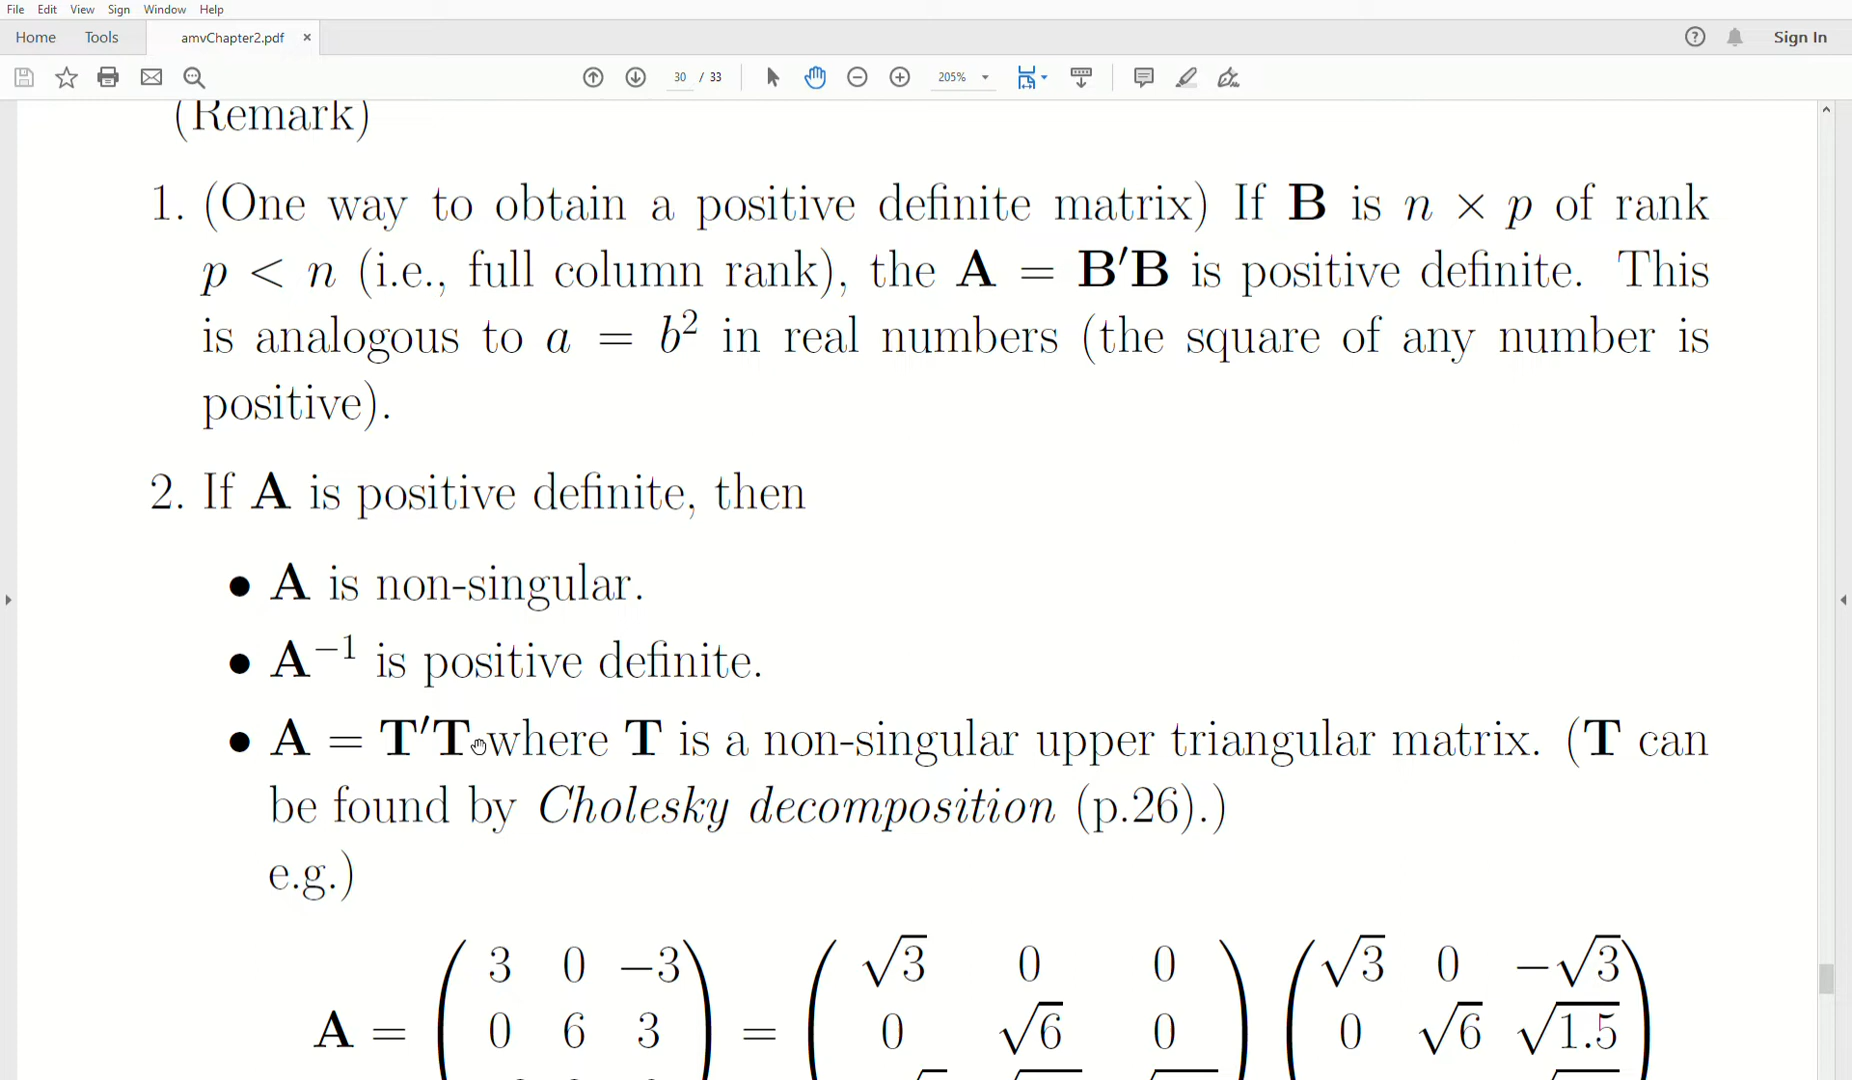 File Edit View Sign Window Help
Home Tools amvChapter2.pdf × Sign In
30 / 33 205%
(Remark)
1. (One way to obtain a positive definite matrix) If B is n × p of rank
p < n (i.e., full column rank), the A = B′B is positive definite. This
is analogous to a = b² in real numbers (the square of any number is
positive).
2. If A is positive definite, then
• A is non-singular.
• A⁻¹ is positive definite.
• A = T′T where T is a non-singular upper triangular matrix. (T can
be found by Cholesky decomposition (p.26).)
e.g.)
3 0 −3 √3 0 0 √3 0 −√3
A = 0 6 3 = 0 √6 0 0 √6 √1.5